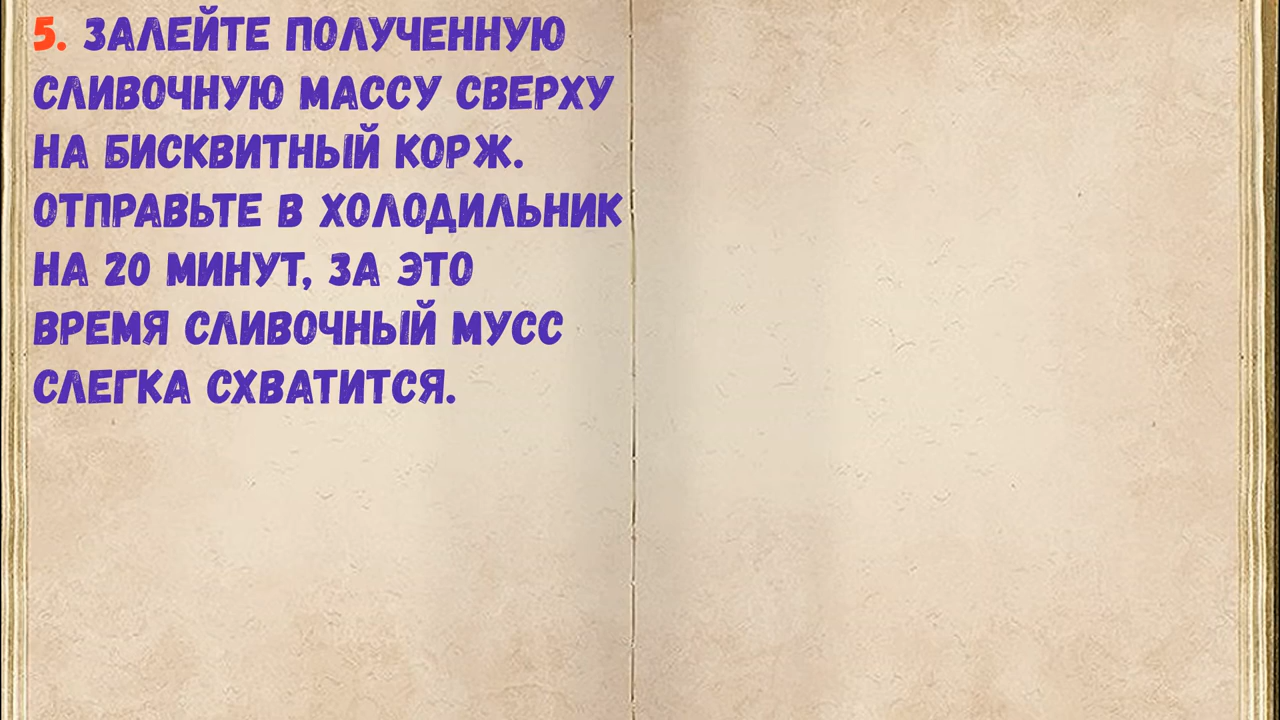 5. ЗАЛЕЙТЕ ПОЛУЧЕННУЮ
СЛИВОЧНУЮ МАССУ СВЕРХУ
НА БИСКВИТНЫЙ КОРЖ.
ОТПРАВЬТЕ В ХОЛОДИЛЬНИК
НА 20 МИНУТ, ЗА ЭТО
ВРЕМЯ СЛИВОЧНЫЙ МУСС
СЛЕГКА СХВАТИТСЯ.